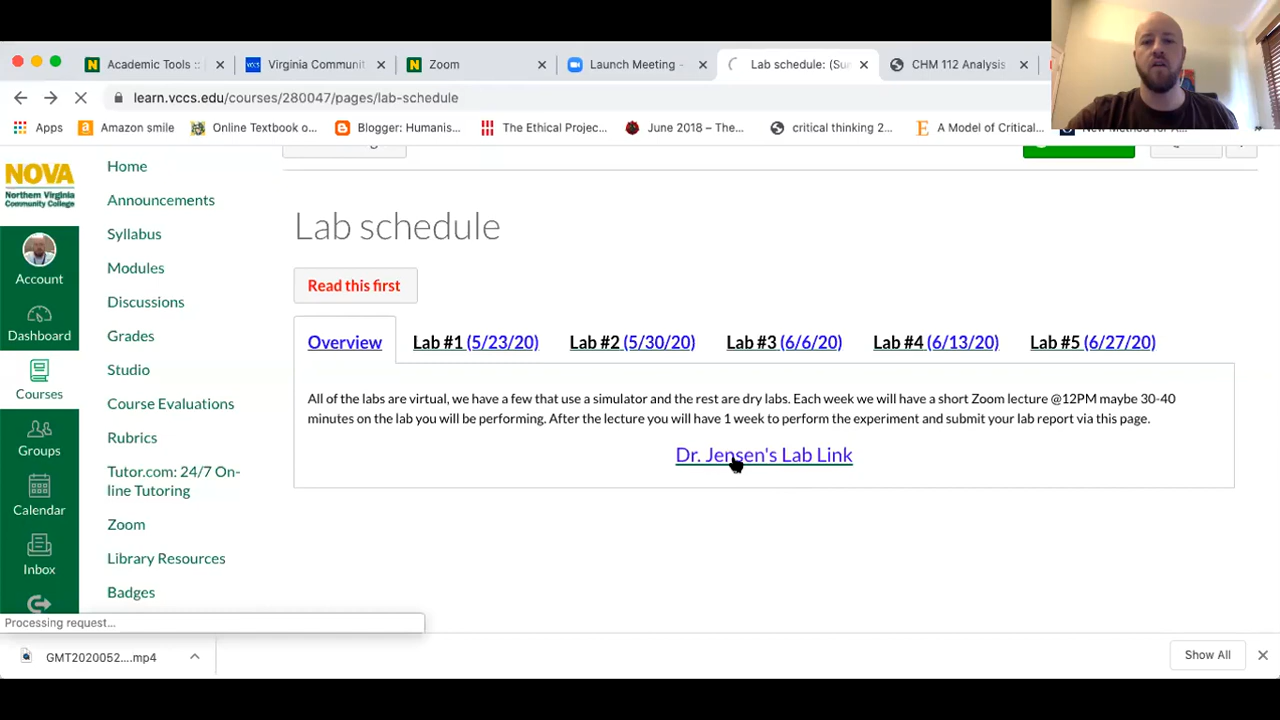 Academic Tools ::
Virginia Communit
Zoom
Launch Meeting -
Lab schedule: (Sur
CHM 112 Analysis
learn.vccs.edu/courses/280047/pages/lab-schedule
Apps
Amazon smile
Online Textbook o...
Blogger: Humanis...
The Ethical Projec...
June 2018 – The...
critical thinking 2...
A Model of Critical...
NOVA
Northern Virginia
Community College
Account
Dashboard
Courses
Groups
Calendar
Inbox
Home
Announcements
Syllabus
Modules
Discussions
Grades
Studio
Course Evaluations
Rubrics
Tutor.com: 24/7 On-
line Tutoring
Zoom
Library Resources
Badges
Lab schedule
Read this first
Overview
Lab #1 (5/23/20)
Lab #2 (5/30/20)
Lab #3 (6/6/20)
Lab #4 (6/13/20)
Lab #5 (6/27/20)
All of the labs are virtual, we have a few that use a simulator and the rest are dry labs. Each week we will have a short Zoom lecture @12PM maybe 30-40
minutes on the lab you will be performing. After the lecture you will have 1 week to perform the experiment and submit your lab report via this page.
Dr. Jensen's Lab Link
Processing request...
GMT2020052....mp4
Show All